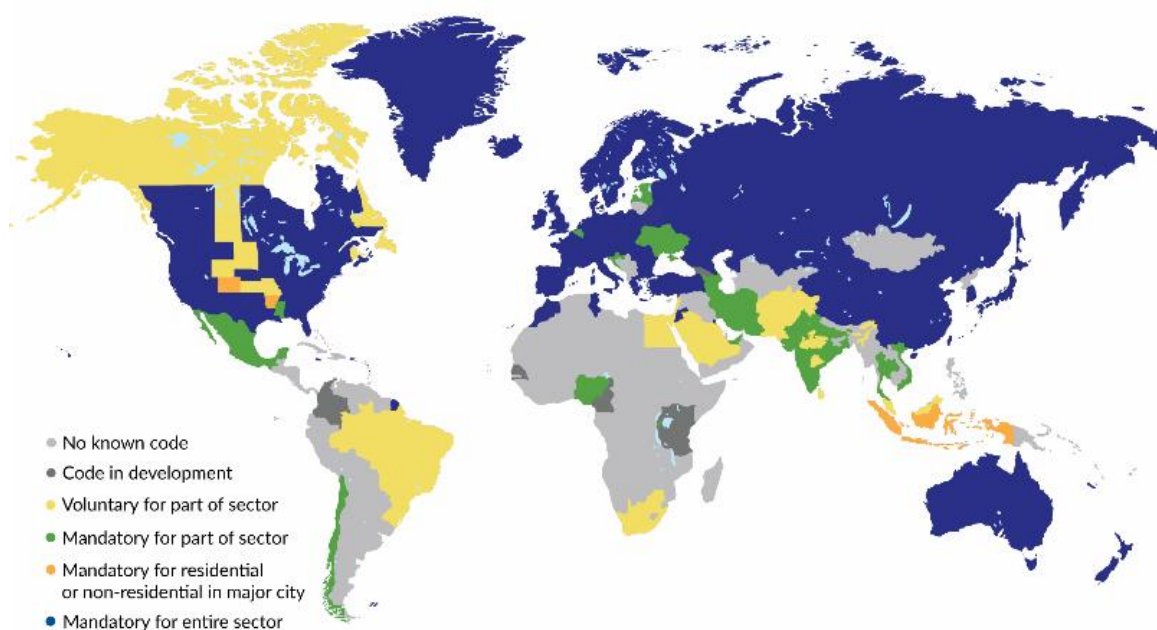 No known code
Code in development
Voluntary for part of sector
Mandatory for part of sector
Mandatory for residential
or non-residential in major city
Mandatory for entire sector